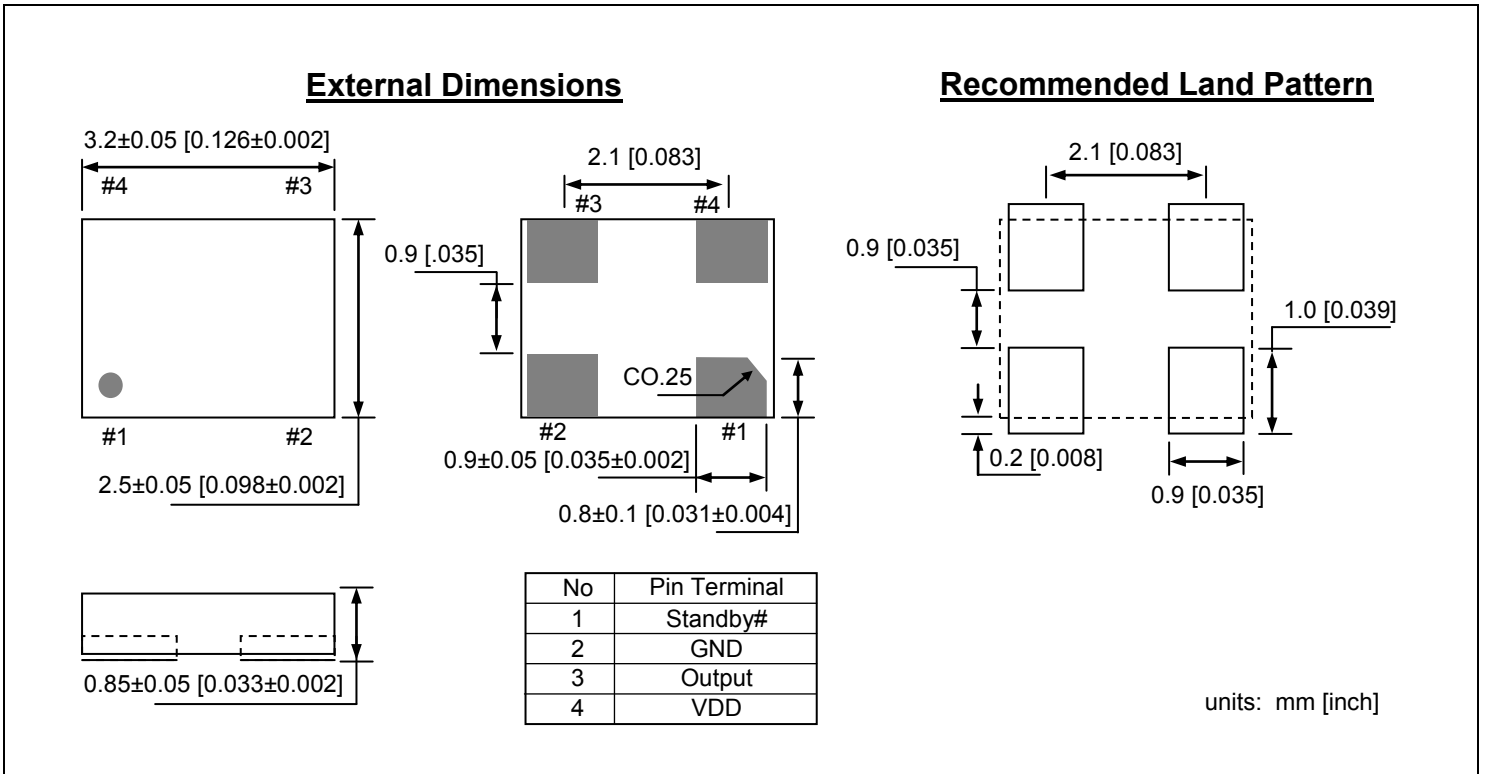 External Dimensions
Recommended Land Pattern
3.2±0.05 [0.126±0.002]
#4 #3
#1 #2
2.5±0.05 [0.098±0.002]
2.1 [0.083]
#3 #4
0.9 [.035]
CO.25
#2 #1
0.9±0.05 [0.035±0.002]
0.8±0.1 [0.031±0.004]
2.1 [0.083]
0.9 [0.035]
1.0 [0.039]
0.2 [0.008]
0.9 [0.035]
0.85±0.05 [0.033±0.002]
No Pin Terminal
1 Standby#
2 GND
3 Output
4 VDD
units: mm [inch]